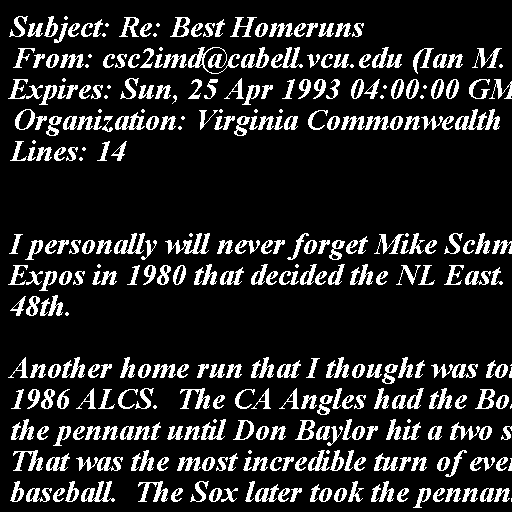 Subject: Re: Best Homeruns
From: csc2imd@cabell.vcu.edu (Ian M.
Expires: Sun, 25 Apr 1993 04:00:00 GM
Organization: Virginia Commonwealth
Lines: 14
I personally will never forget Mike Schm
Expos in 1980 that decided the NL East.
48th.
Another home run that I thought was to
1986 ALCS. The CA Angles had the Bo
the pennant until Don Baylor hit a two s
That was the most incredible turn of eve
baseball. The Sox later took the pennan